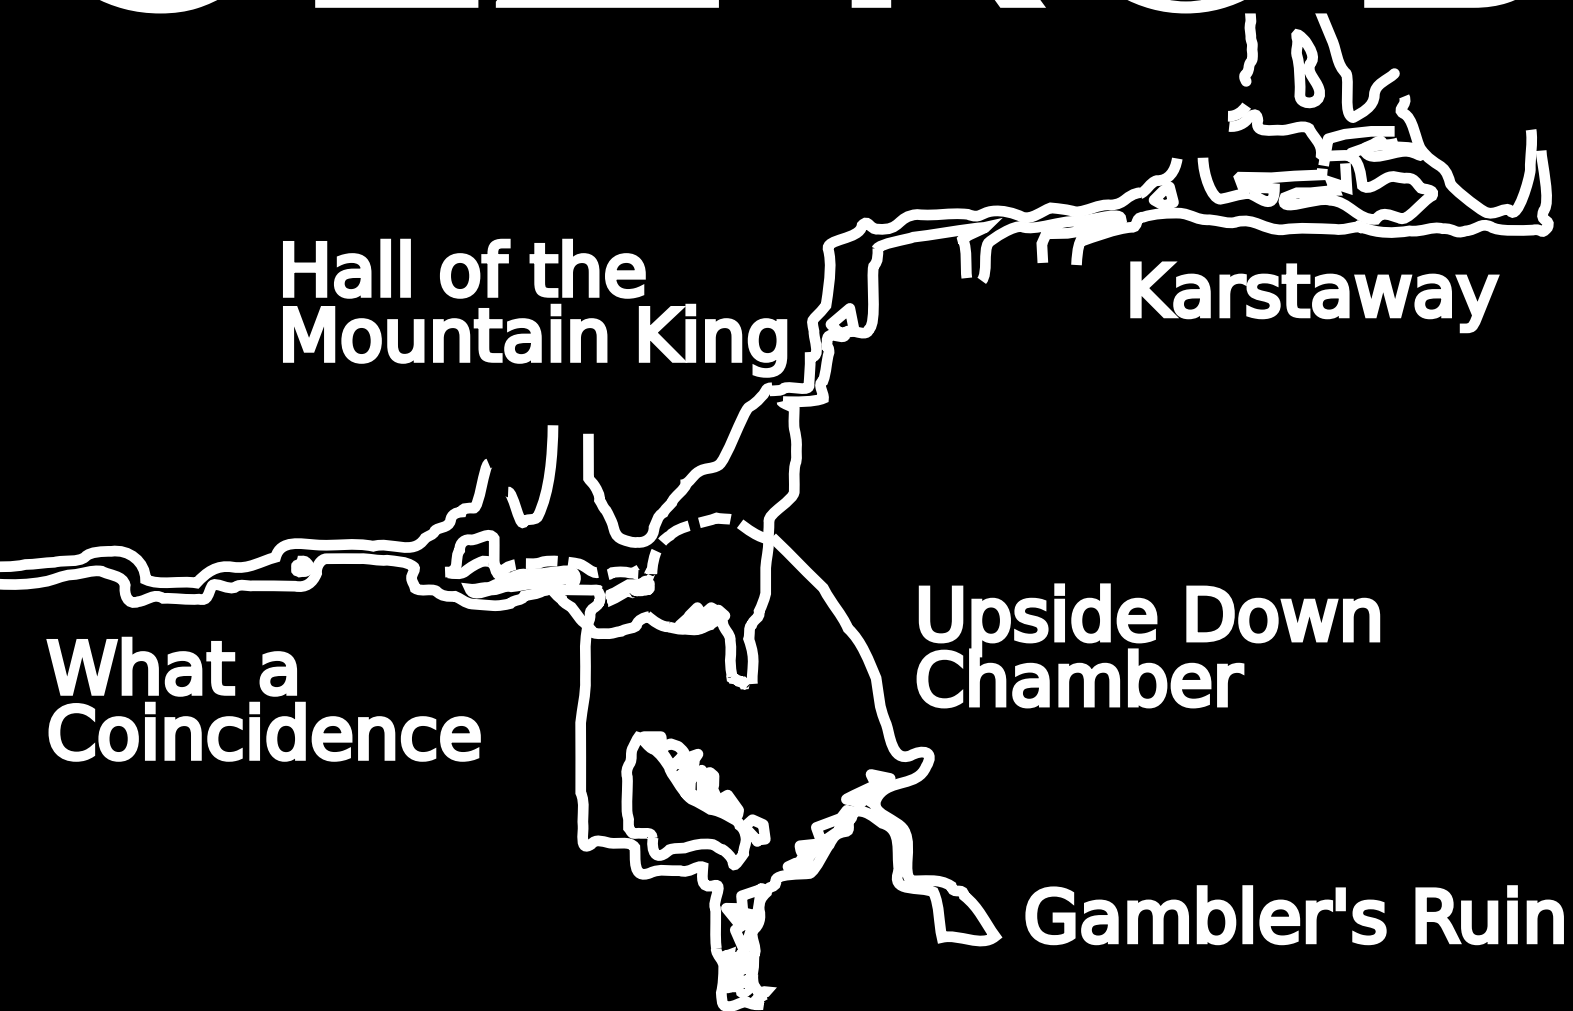 Hall of the
Mountain King
Karstaway
Upside Down
Chamber
What a
Coincidence
Gambler's Ruin